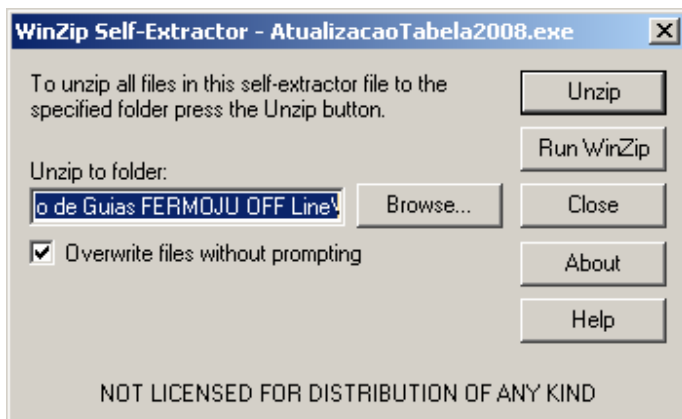 WinZip Self-Extractor - AtualizacaoTabela2008.exe
To unzip all files in this self-extractor file to the
specified folder press the Unzip button.
Unzip to folder:
o de Guias FERMOJU OFF Line\
Browse...
Overwrite files without prompting
Unzip
Run WinZip
Close
About
Help
NOT LICENSED FOR DISTRIBUTION OF ANY KIND